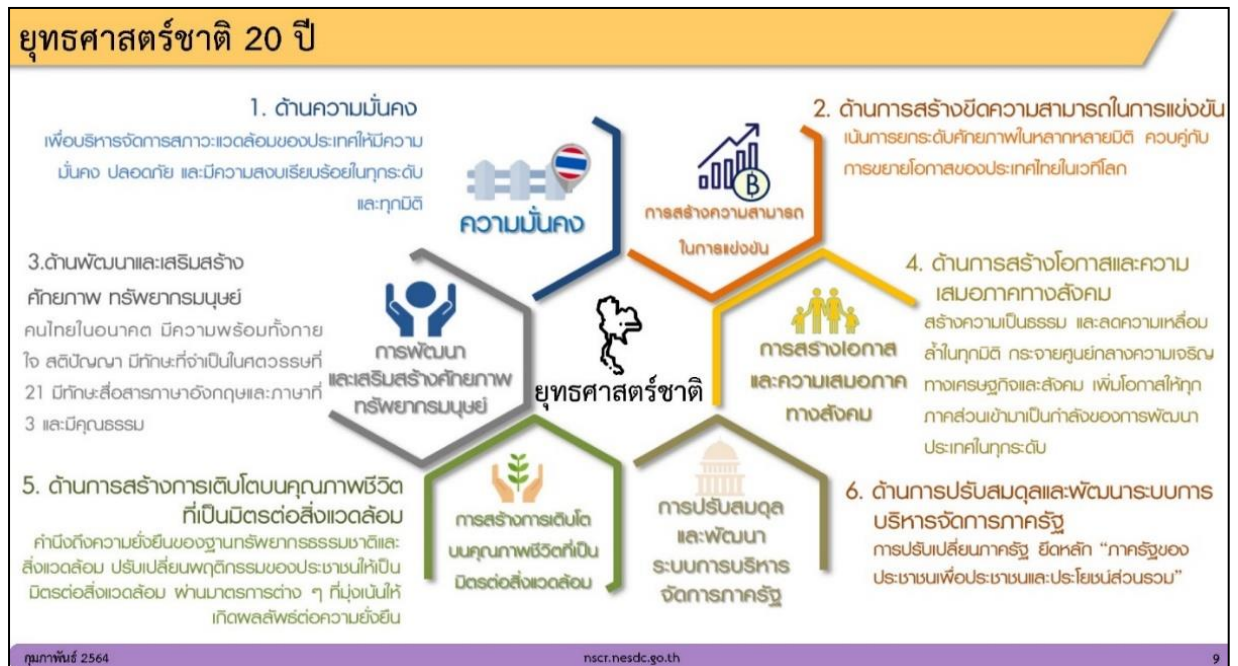 ยุทธศาสตร์ชาติ 20 ปี
1. ด้านความมั่นคง
เพื่อบริหารจัดการสภาวะแวดล้อมของประเทศให้มีความ
มั่นคง ปลอดภัย และมีความสงบเรียบร้อยในทุกระดับ
และทุกมิติ
ความมั่นคง
การสร้างความสามารถ
ในการแข่งขัน
2. ด้านการสร้างขีดความสามารถในการแข่งขัน
เน้นการยกระดับศักยภาพในหลากหลายมิติ ควบคู่กับ
การขยายโอกาสของประเทศไทยในเวทีโลก
3.ด้านพัฒนาและเสริมสร้าง
ศักยภาพ ทรัพยากรมนุษย์
คนไทยในอนาคต มีความพร้อมทั้งกาย
ใจ สติปัญญา มีทักษะที่จำเป็นในศตวรรษที่
21 มีทักษะสื่อสารภาษาอังกฤษและภาษาที่
3 และมีคุณธรรม
การพัฒนา
และเสริมสร้างศักยภาพ
ทรัพยากรมนุษย์
ยุทธศาสตร์ชาติ
การสร้างโอกาส
และความเสมอภาค
ทางสังคม
4. ด้านการสร้างโอกาสและความ
เสมอภาคทางสังคม
สร้างความเป็นธรรม และลดความเหลื่อม
ล้ำในทุกมิติ กระจายศูนย์กลางความเจริญ
ทางเศรษฐกิจและสังคม เพิ่มโอกาสให้ทุก
ภาคส่วนเข้ามาเป็นกำลังของการพัฒนา
ประเทศในทุกระดับ
5. ด้านการสร้างการเติบโตบนคุณภาพชีวิต
ที่เป็นมิตรต่อสิ่งแวดล้อม
คำนึงถึงความยั่งยืนของฐานทรัพยากรธรรมชาติและ
สิ่งแวดล้อม ปรับเปลี่ยนพฤติกรรมของประชาชนให้เป็น
มิตรต่อสิ่งแวดล้อม ผ่านมาตรการต่าง ๆ ที่มุ่งเน้นให้
เกิดผลลัพธ์ต่อความยั่งยืน
การสร้างการเติบโต
บนคุณภาพชีวิตที่เป็น
มิตรต่อสิ่งแวดล้อม
การปรับสมดุล
และพัฒนา
ระบบการบริหาร
จัดการภาครัฐ
6. ด้านการปรับสมดุลและพัฒนาระบบการ
บริหารจัดการภาครัฐ
การปรับเปลี่ยนภาครัฐ ยึดหลัก “ภาครัฐของ
ประชาชนเพื่อประชาชนและประโยชน์ส่วนรวม”
กุมภาพันธ์ 2564
nscr.nesdc.go.th
9